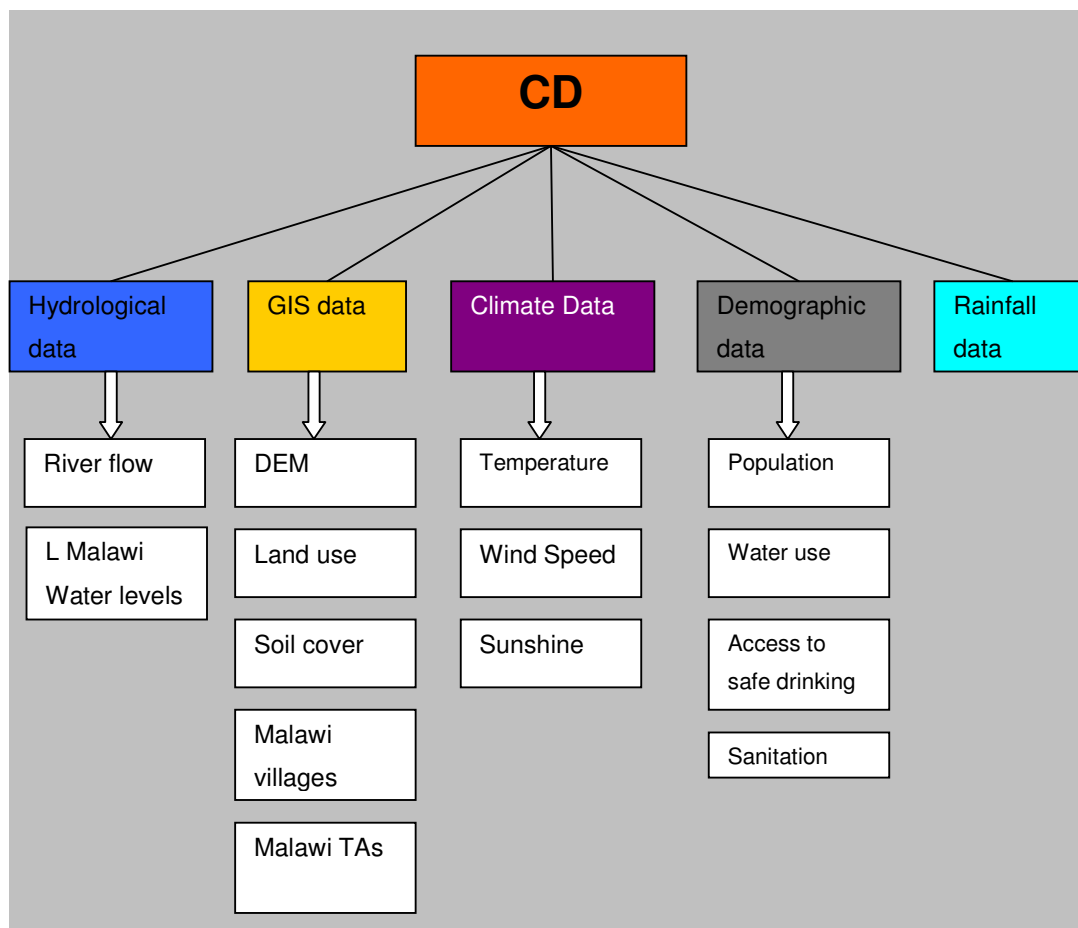 CD
Hydrological
data
GIS data
Climate Data
Demographic
data
Rainfall
data
River flow
L Malawi
Water levels
DEM
Land use
Soil cover
Malawi
villages
Malawi TAs
Temperature
Wind Speed
Sunshine
Population
Water use
Access to
safe drinking
Sanitation